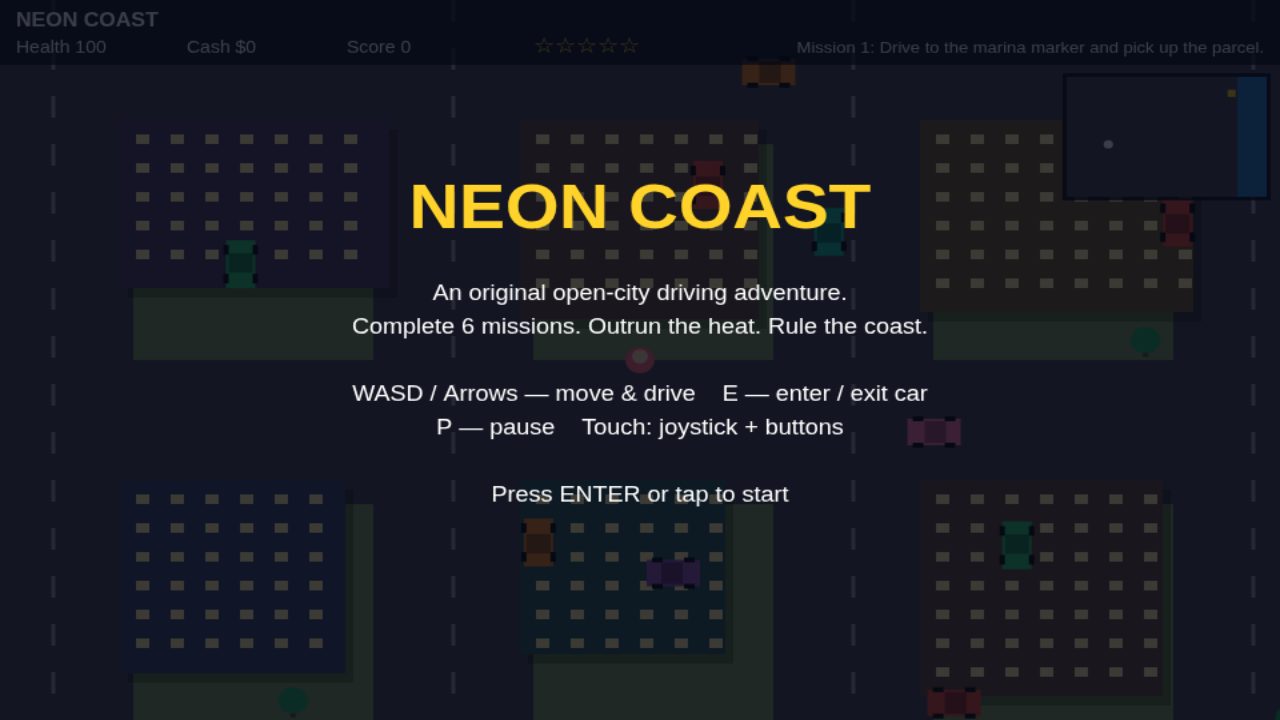 NEON COAST
Health 100 Cash $0 Score 0 ☆☆☆☆☆ Mission 1: Drive to the marina marker and pick up the parcel.
NEON COAST
An original open-city driving adventure.
Complete 6 missions. Outrun the heat. Rule the coast.
WASD / Arrows — move & drive E — enter / exit car
P — pause Touch: joystick + buttons
Press ENTER or tap to start